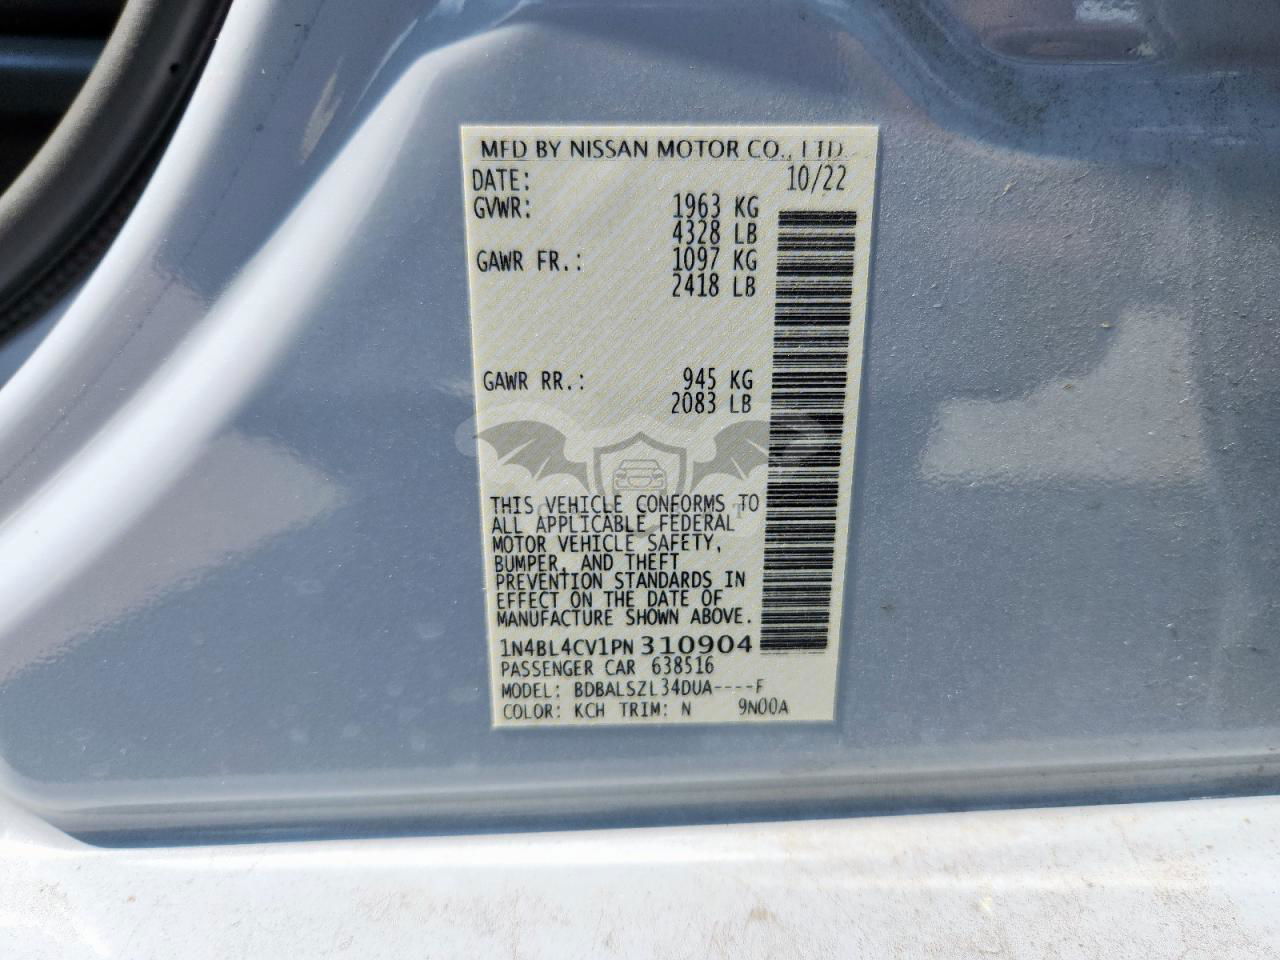 MFD BY NISSAN MOTOR CO., LTD.
DATE: 10/22
GVWR: 1963 KG
4328 LB
GAWR FR.: 1097 KG
2418 LB
GAWR RR.: 945 KG
2083 LB
THIS VEHICLE CONFORMS TO
ALL APPLICABLE FEDERAL
MOTOR VEHICLE SAFETY,
BUMPER, AND THEFT
PREVENTION STANDARDS IN
EFFECT ON THE DATE OF
MANUFACTURE SHOWN ABOVE.
1N4BL4CV1PN310904
PASSENGER CAR 638516
MODEL: BDBALSZL34DUA----F
COLOR: KCH TRIM: N 9N00A